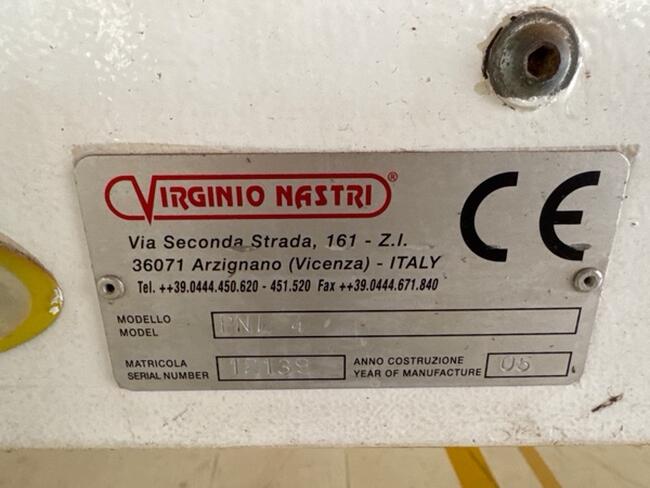 VIRGINIO NASTRI®
CE
Via Seconda Strada, 161 - Z.I.
36071 Arzignano (Vicenza) - ITALY
Tel. ++39.0444.450.620 - 451.520 Fax ++39.0444.671.840
MODELLO
MODEL
MATRICOLA
SERIAL NUMBER
ANNO COSTRUZIONE
YEAR OF MANUFACTURE
05